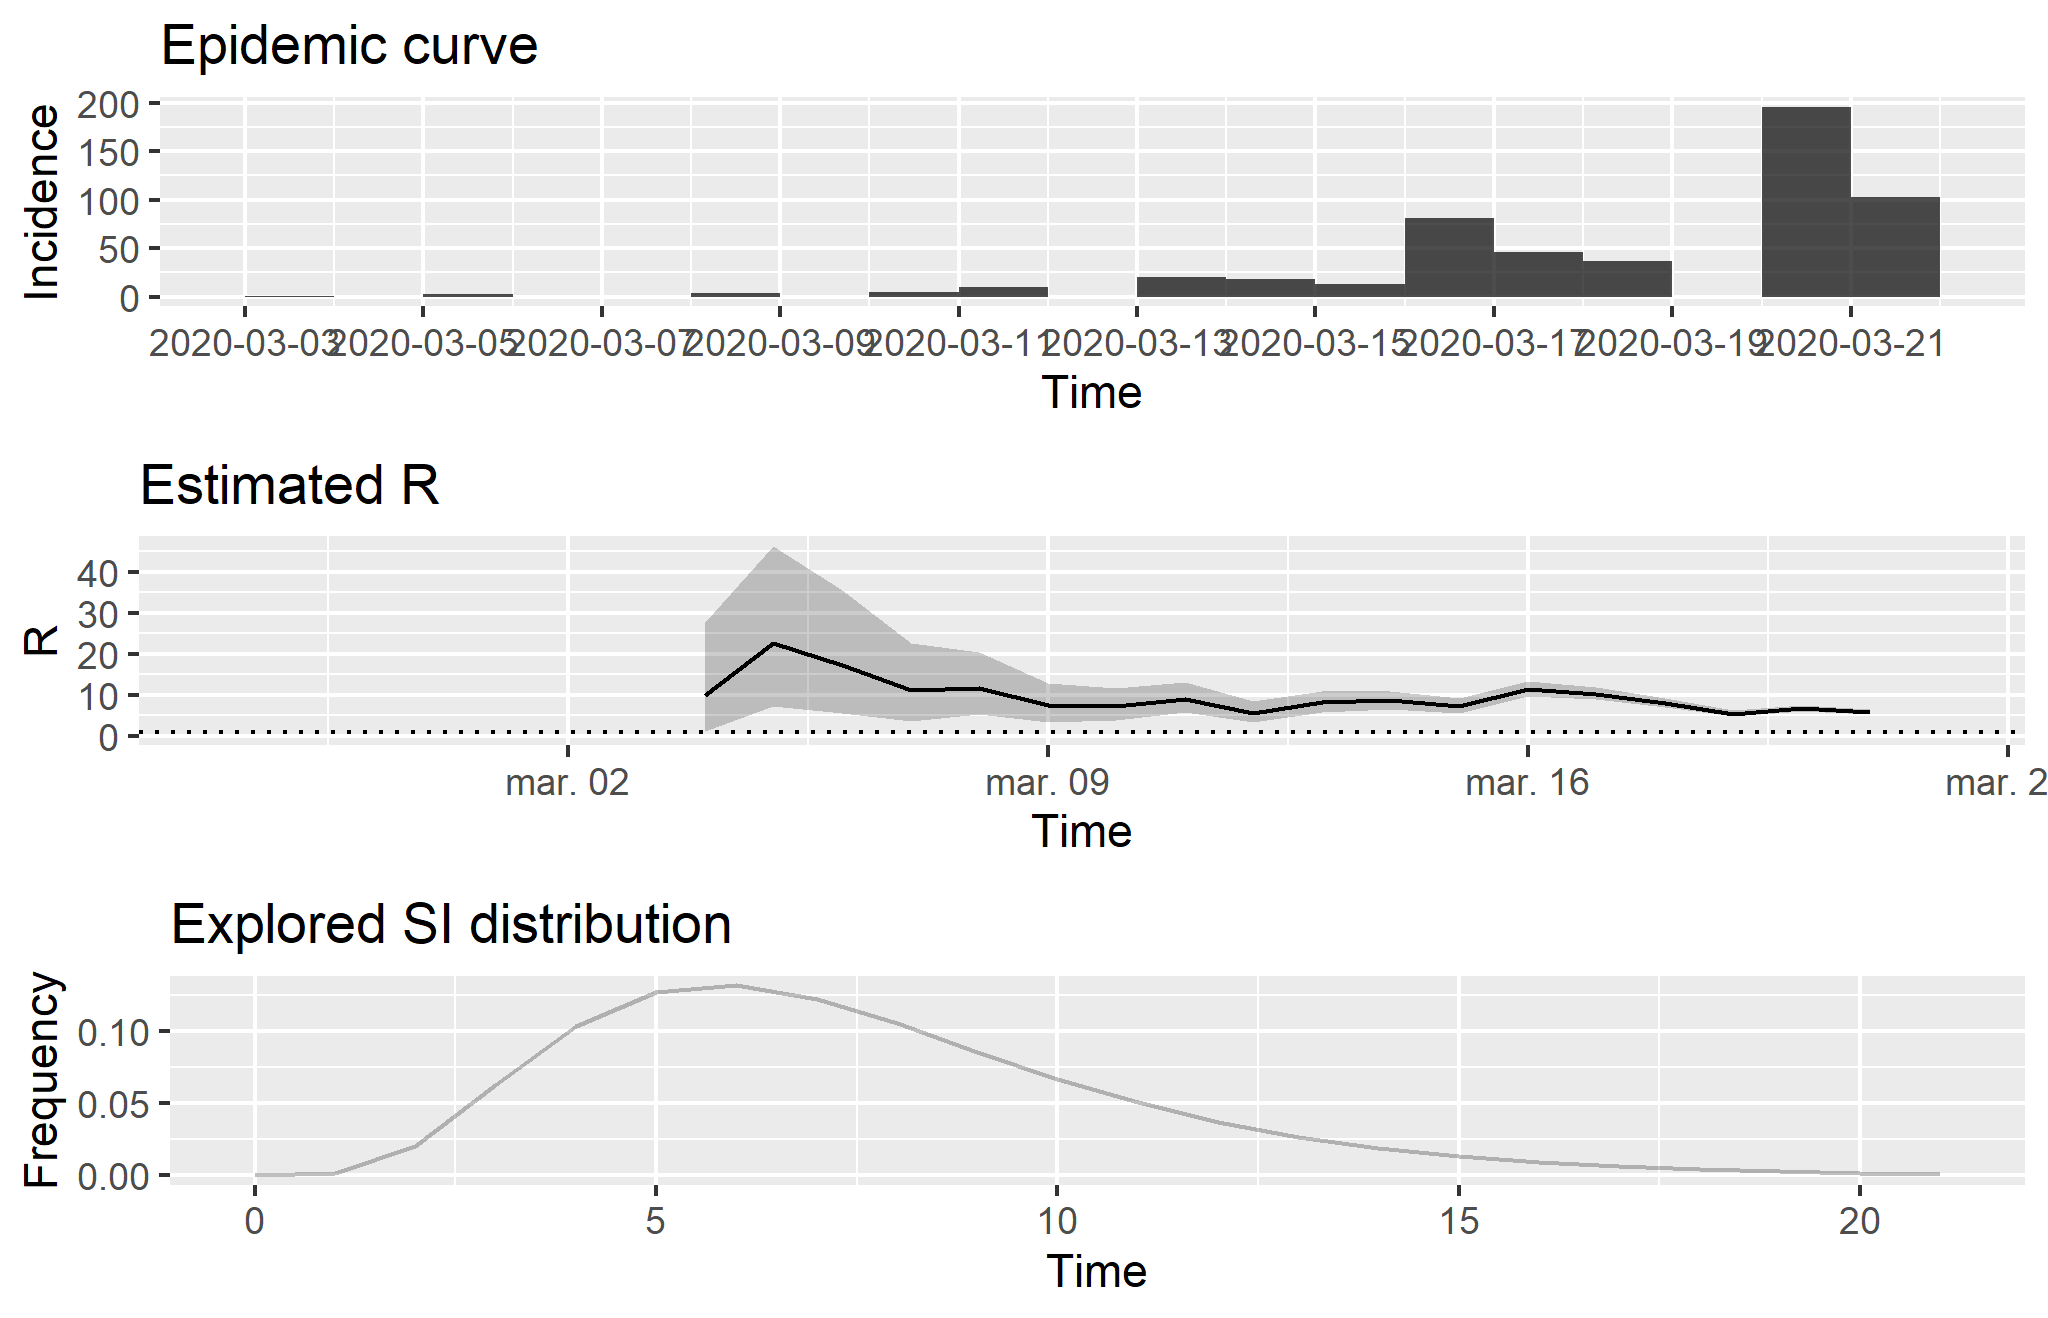 Epidemic curve
Incidence
200
150
100
50
0
2020-03-03 2020-03-05 2020-03-07 2020-03-09 2020-03-11 2020-03-13 2020-03-15 2020-03-17 2020-03-19 2020-03-21
Time
Estimated R
R
40
30
20
10
0
mar. 02 mar. 09 mar. 16 mar. 2
Time
Explored SI distribution
Frequency
0.10
0.05
0.00
0 5 10 15 20
Time